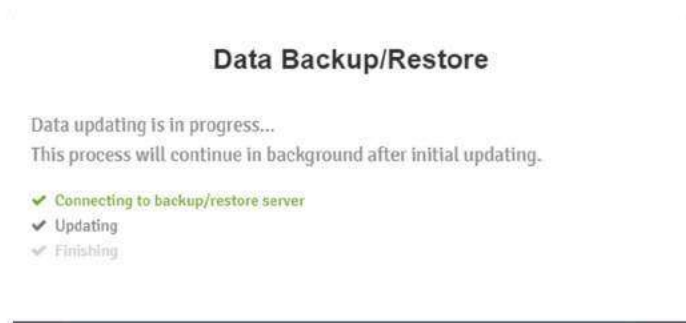 Data Backup/Restore
Data updating is in progress...
This process will continue in background after initial updating.
Connecting to backup/restore server
Updating
Finishing